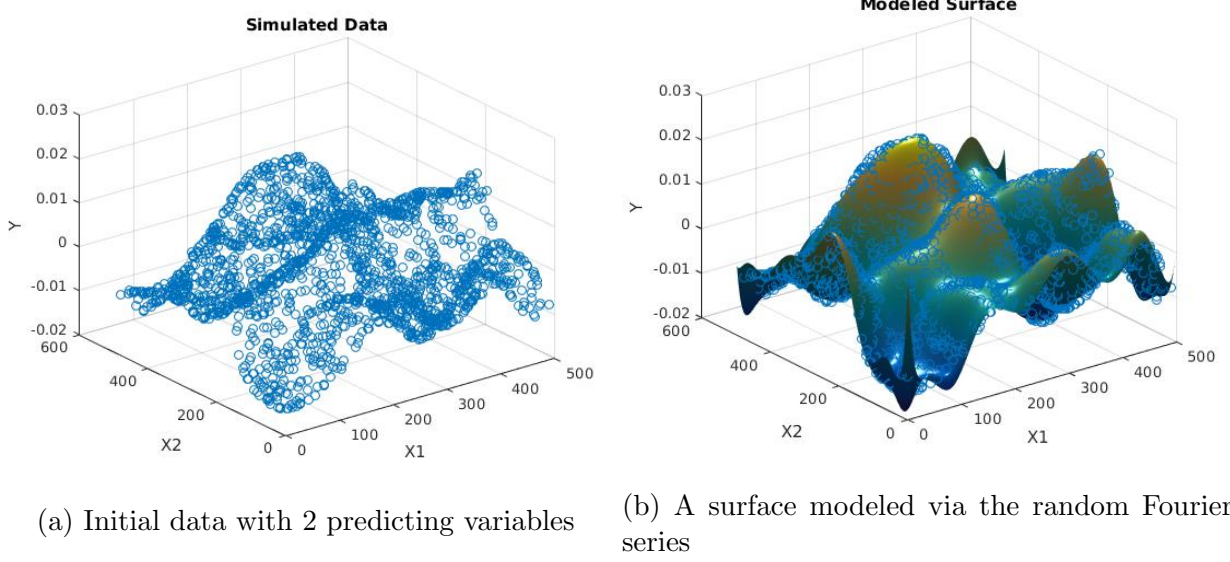 Simulated Data
0.03
0.02
0.01
0
-0.01
-0.02
Y
600
400
200
0
X2
0
100
200
300
400
500
X1
(a) Initial data with 2 predicting variables
Modeled Surface
0.03
0.02
0.01
0
-0.01
-0.02
Y
600
400
200
0
X2
0
100
200
300
400
500
X1
(b) A surface modeled via the random Fourier
series